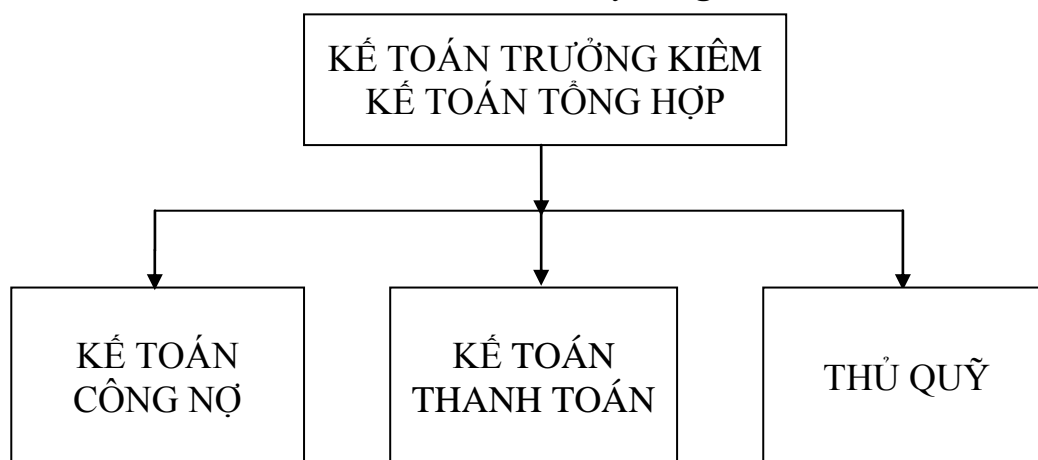 KẾ TOÁN TRƯỞNG KIÊM
KẾ TOÁN TỔNG HỢP
KẾ TOÁN
CÔNG NỢ
KẾ TOÁN
THANH TOÁN
THỦ QUỸ